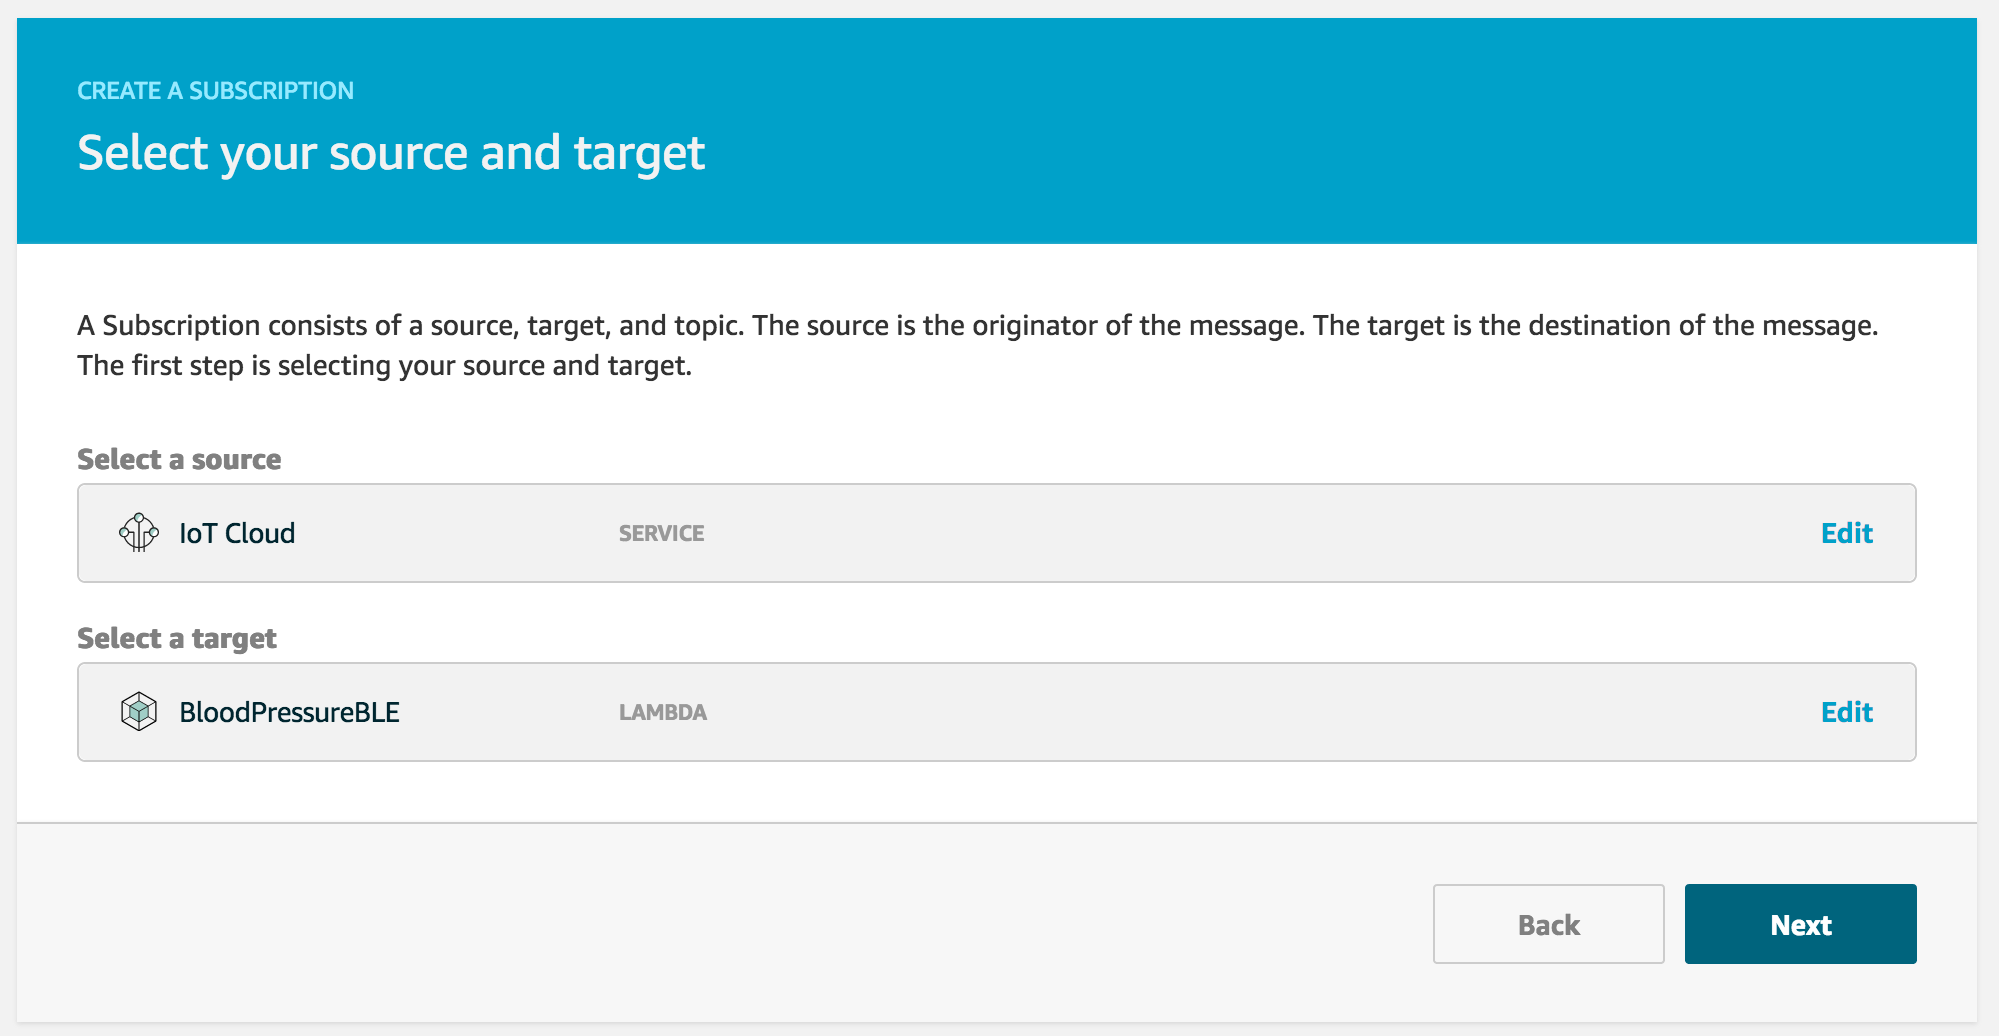 CREATE A SUBSCRIPTION
Select your source and target
A Subscription consists of a source, target, and topic. The source is the originator of the message. The target is the destination of the message.
The first step is selecting your source and target.
Select a source
IoT Cloud SERVICE Edit
Select a target
BloodPressureBLE LAMBDA Edit
Back Next